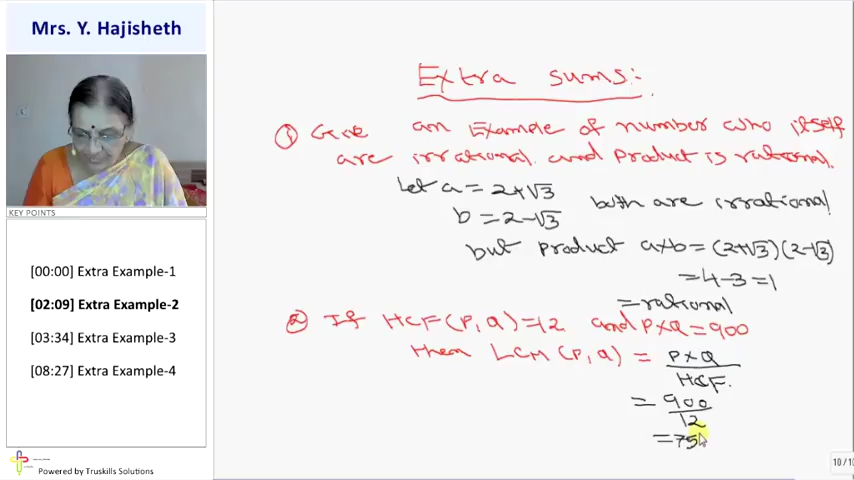 Mrs. Y. Hajisheth
KEY POINTS
[00:00] Extra Example-1
[02:09] Extra Example-2
[03:34] Extra Example-3
[08:27] Extra Example-4
Powered by Truskills Solutions
Extra sums:
① Give an Example of number who itself
are irrational and product is rational.
Let a = 2+√3
b = 2-√3 both are irrational
but product a×b = (2+√3)(2-√3)
= 4-3 = 1
= rational
② If HCF (P, Q) = 12 and P×Q = 900
then LCM (P, Q) = P×Q
HCF.
= 900
12
= 75
10/1